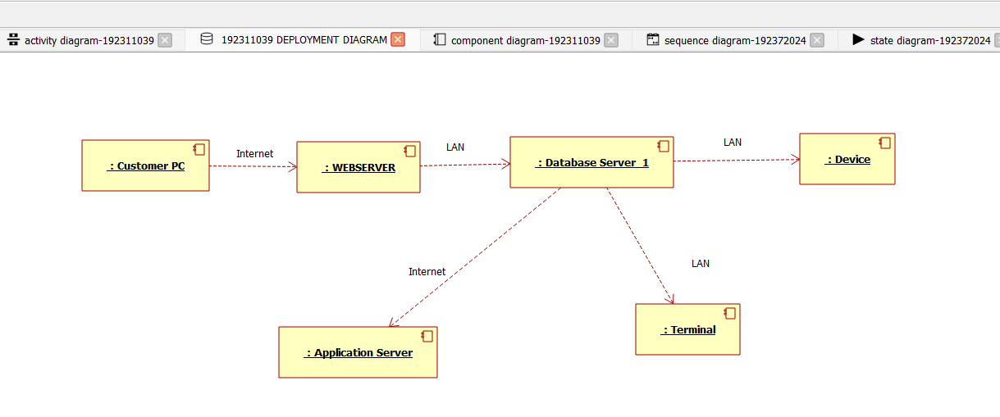 activity diagram-192311039
192311039 DEPLOYMENT DIAGRAM
component diagram-192311039
sequence diagram-192372024
state diagram-192372024
: Customer PC
Internet
: WEBSERVER
LAN
: Database Server_1
LAN
: Device
Internet
LAN
: Application Server
: Terminal